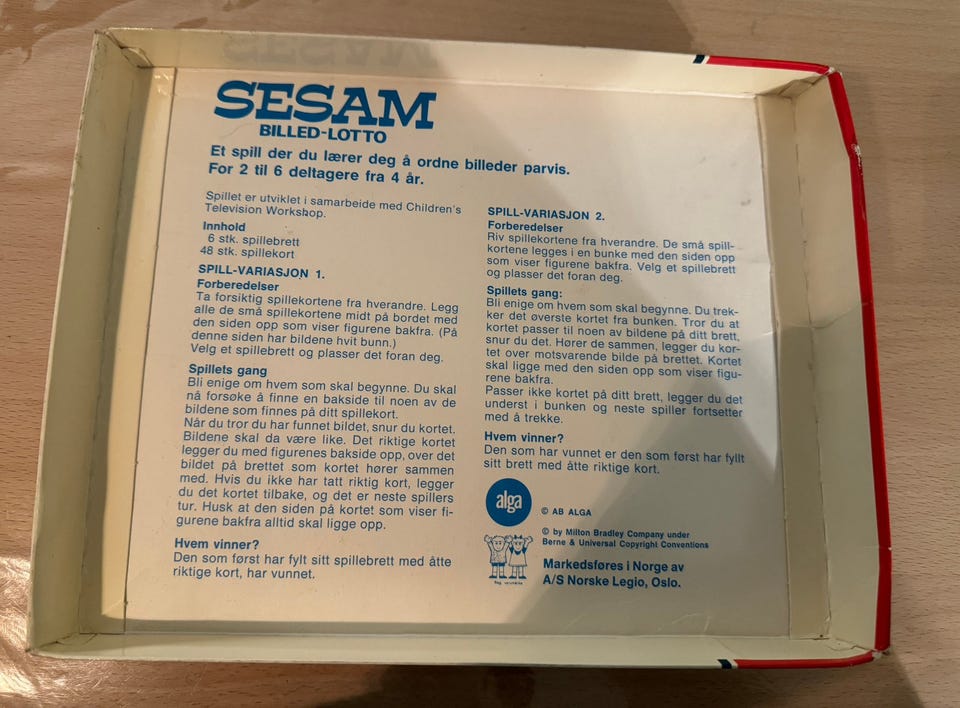 SESAM
BILLED-LOTTO
Et spill der du lærer deg å ordne billeder parvis.
For 2 til 6 deltagere fra 4 år.
Spillet er utviklet i samarbeide med Children's
Television Workshop.
Innhold
6 stk. spillebrett
48 stk. spillekort
SPILL-VARIASJON 1.
Forberedelser
Ta forsiktig spillekortene fra hverandre. Legg
alle de små spillekortene midt på bordet med
den siden opp som viser figurene bakfra. (På
denne siden har bildene hvit bunn.)
Velg et spillebrett og plasser det foran deg.
Spillets gang
Bli enige om hvem som skal begynne. Du skal
nå forsøke å finne en bakside til noen av de
bildene som finnes på ditt spillekort.
Når du tror du har funnet bildet, snur du kortet.
Bildene skal da være like. Det riktige kortet
legger du med figurenes bakside opp, over det
bildet på brettet som kortet hører sammen
med. Hvis du ikke har tatt riktig kort, legger
du det kortet tilbake, og det er neste spillers
tur. Husk at den siden på kortet som viser fi-
gurene bakfra alltid skal ligge opp.
Hvem vinner?
Den som først har fylt sitt spillebrett med åtte
riktige kort, har vunnet.
SPILL-VARIASJON 2.
Forberedelser
Riv spillekortene fra hverandre. De små spill-
kortene legges i en bunke med den siden opp
som viser figurene bakfra. Velg et spillebrett
og plasser det foran deg.
Spillets gang:
Bli enige om hvem som skal begynne. Du trek-
ker det øverste kortet fra bunken. Tror du at
kortet passer til noen av bildene på ditt brett,
snur du det. Hører de sammen, legger du kor-
tet over motsvarende bilde på brettet. Kortet
skal ligge med den siden opp som viser figu-
rene bakfra.
Passer ikke kortet på ditt brett, legger du det
underst i bunken og neste spiller fortsetter
med å trekke.
Hvem vinner?
Den som har vunnet er den som først har fyllt
sitt brett med åtte riktige kort.
alga
© AB ALGA
© by Milton Bradley Company under
Berne & Universal Copyright Conventions
Markedsføres i Norge av
A/S Norske Legio, Oslo.